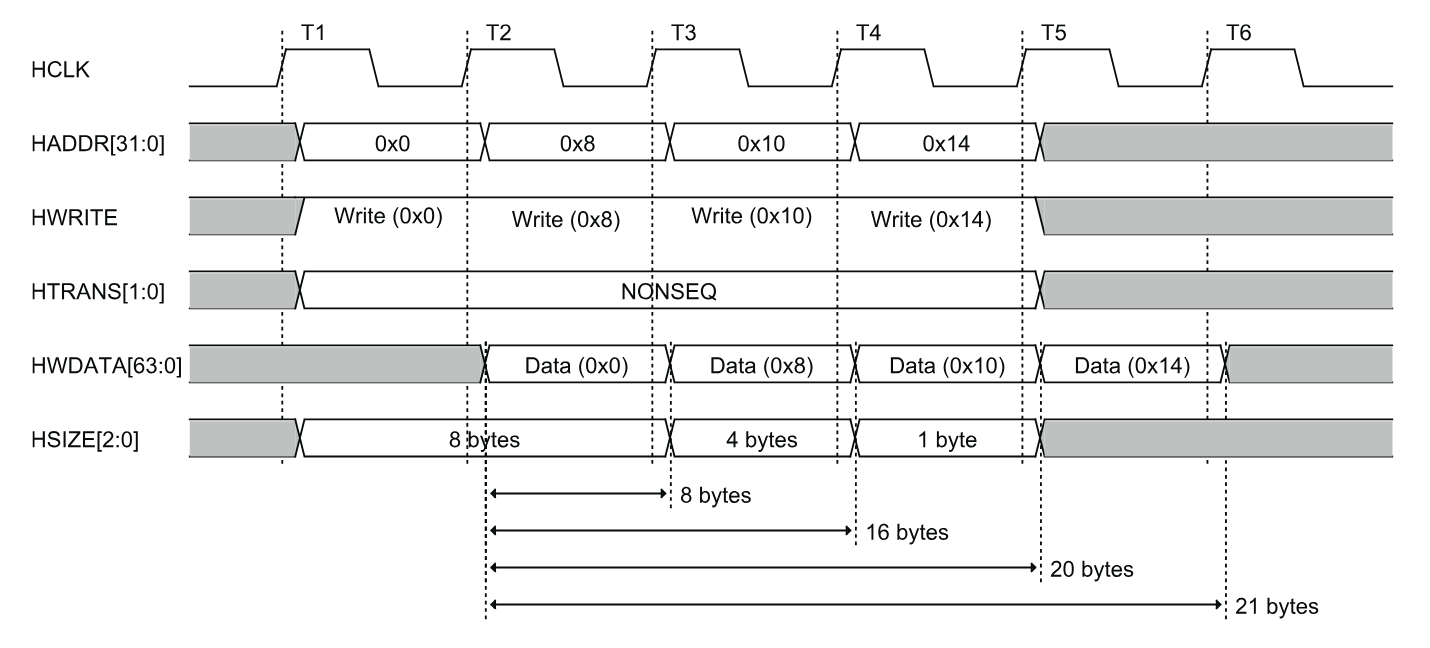 T1 T2 T3 T4 T5 T6
HCLK
HADDR[31:0] 0x0 0x8 0x10 0x14
HWRITE Write (0x0) Write (0x8) Write (0x10) Write (0x14)
HTRANS[1:0] NONSEQ
HWDATA[63:0] Data (0x0) Data (0x8) Data (0x10) Data (0x14)
HSIZE[2:0] 8 bytes 4 bytes 1 byte
8 bytes
16 bytes
20 bytes
21 bytes